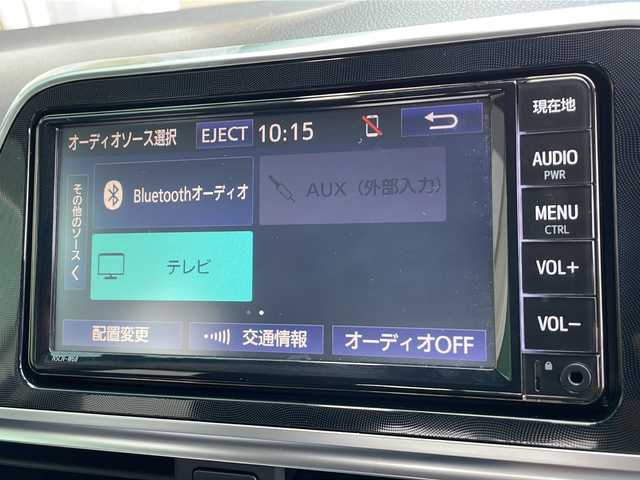 オーディオソース選択 EJECT 10:15
その他のソース
Bluetoothオーディオ
AUX (外部入力)
テレビ
配置変更
交通情報
オーディオOFF
NSCN-W68
現在地
AUDIO
PWR
MENU
CTRL
VOL+
VOL-